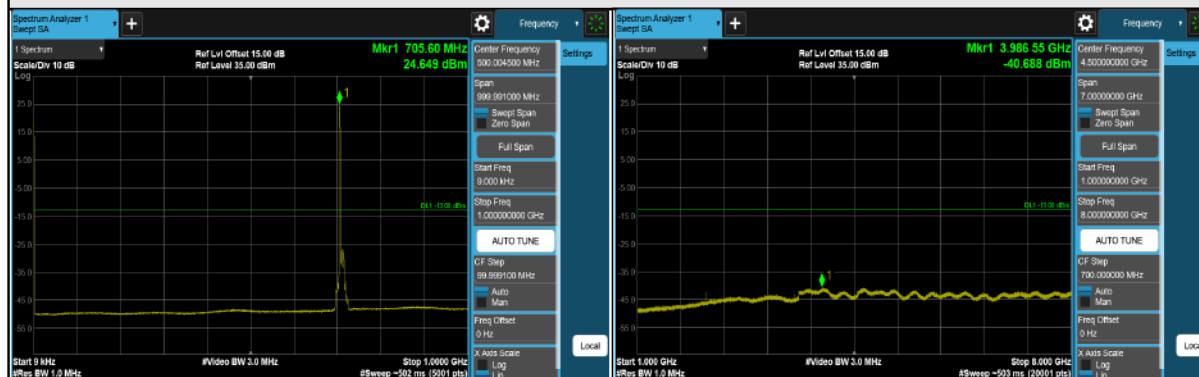 Spectrum Analyzer 1
Swept SA
+
Frequency
1 Spectrum
Scale/Div 10 dB
Log
Ref Lvl Offset 15.00 dB
Ref Level 35.00 dBm
Mkr1 705.60 MHz
24.649 dBm
1
25.0
15.0
5.00
-5.00
-15.0
-25.0
-35.0
-45.0
-55.0
DL1 -13.00 dBm
Start 9 kHz
#Res BW 1.0 MHz
#Video BW 3.0 MHz
Stop 1.0000 GHz
#Sweep ~502 ms (5001 pts)
Center Frequency
500.004500 MHz
Span
999.991000 MHz
Swept Span
Zero Span
Full Span
Start Freq
9.000 kHz
Stop Freq
1.000000000 GHz
AUTO TUNE
CF Step
99.999100 MHz
Auto
Man
Freq Offset
0 Hz
X Axis Scale
Log
Lin
Settings
Local
Spectrum Analyzer 1
Swept SA
+
Frequency
1 Spectrum
Scale/Div 10 dB
Log
Ref Lvl Offset 15.00 dB
Ref Level 35.00 dBm
Mkr1 3.986 55 GHz
-40.688 dBm
1
25.0
15.0
5.00
-5.00
-15.0
-25.0
-35.0
-45.0
-55.0
DL1 -13.00 dBm
Start 1.000 GHz
#Res BW 1.0 MHz
#Video BW 3.0 MHz
Stop 8.000 GHz
#Sweep ~503 ms (20001 pts)
Center Frequency
4.500000000 GHz
Span
7.00000000 GHz
Swept Span
Zero Span
Full Span
Start Freq
1.000000000 GHz
Stop Freq
8.000000000 GHz
AUTO TUNE
CF Step
700.000000 MHz
Auto
Man
Freq Offset
0 Hz
X Axis Scale
Log
Lin
Settings
Loca